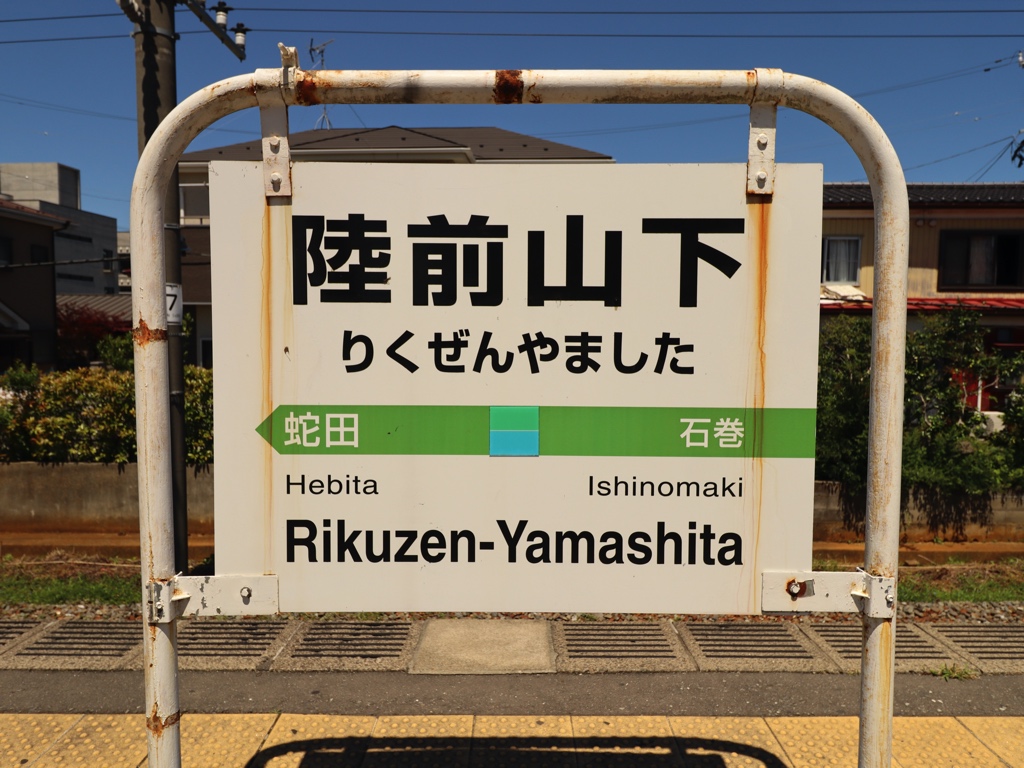 陸前山下
りくぜんやました
蛇田 石巻
Hebita Ishinomaki
Rikuzen-Yamashita
7